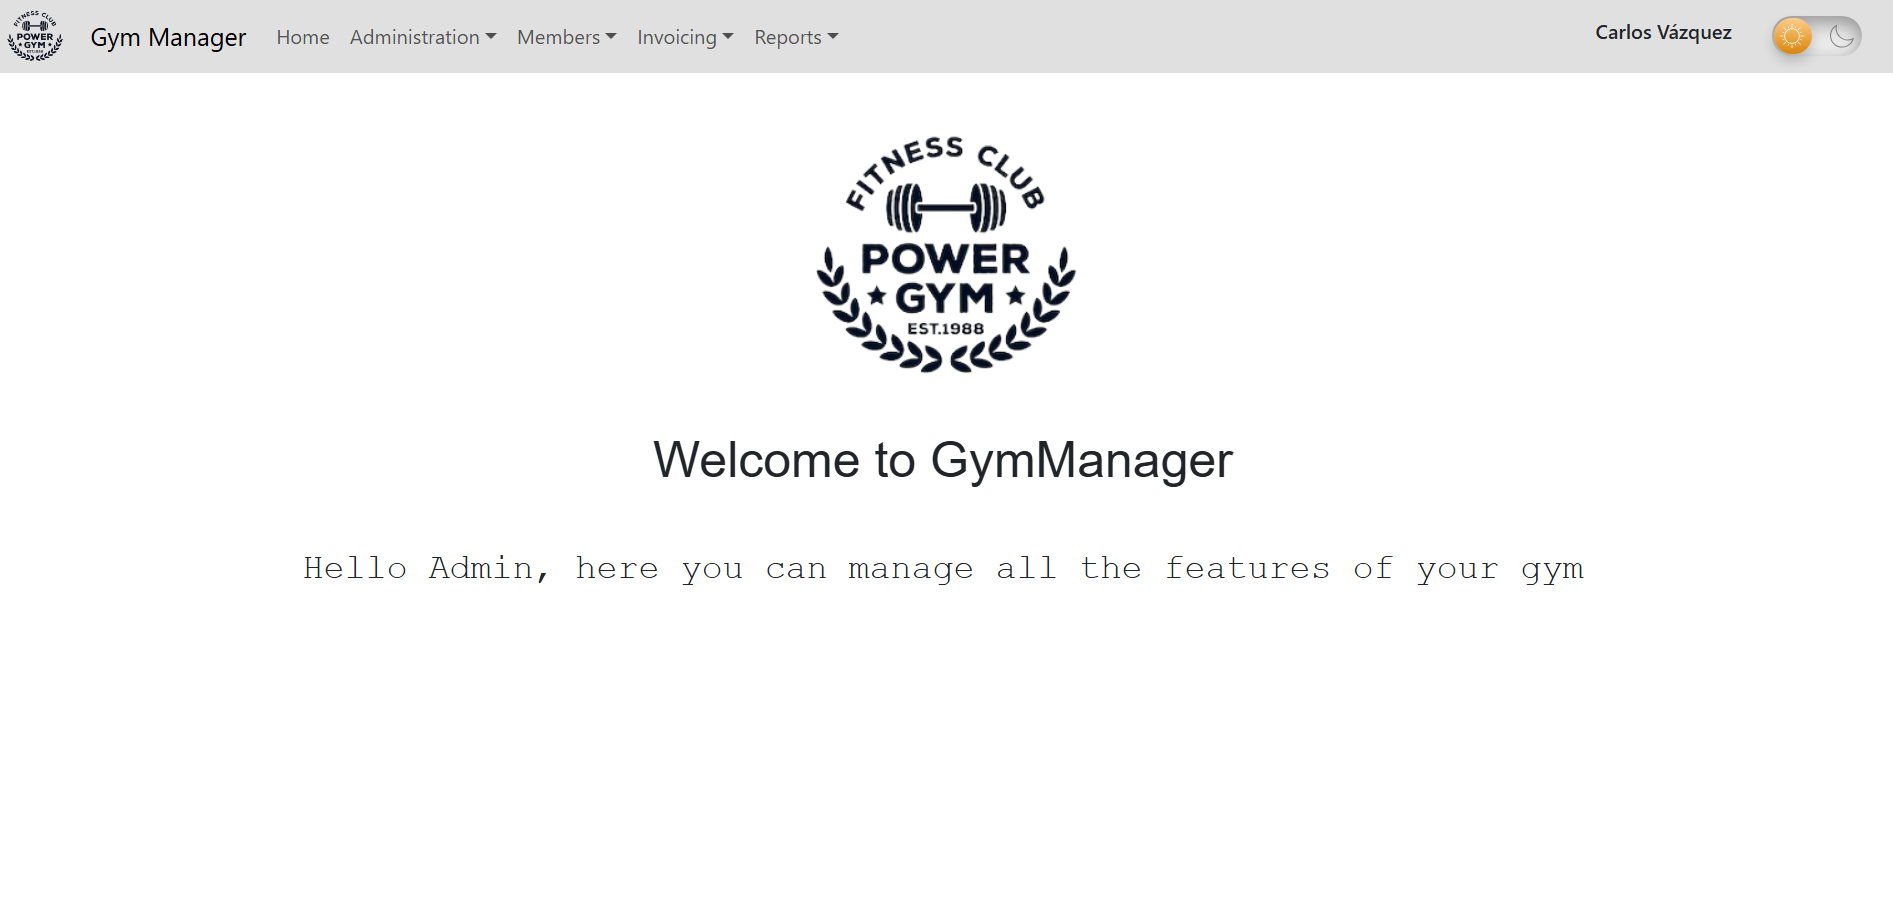 FITNESS CLUB
POWER
GYM
EST.1988
Gym Manager
Home
Administration
Members
Invoicing
Reports
Carlos Vázquez
FITNESS CLUB
POWER
GYM
EST.1988
Welcome to GymManager
Hello Admin, here you can manage all the features of your gym